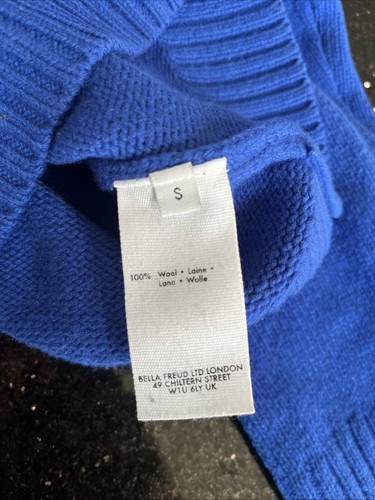 S
100% Wool • Laine •
Lana • Wolle
BELLA FREUD LTD LONDON
49 CHILTERN STREET
W1U 6LY UK